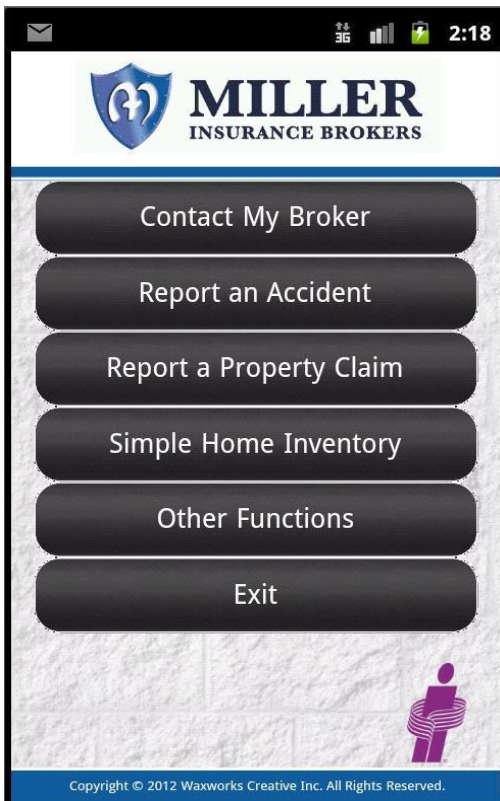 3G
2:18
MILLER
INSURANCE BROKERS
Contact My Broker
Report an Accident
Report a Property Claim
Simple Home Inventory
Other Functions
Exit
Copyright © 2012 Waxworks Creative Inc. All Rights Reserved.